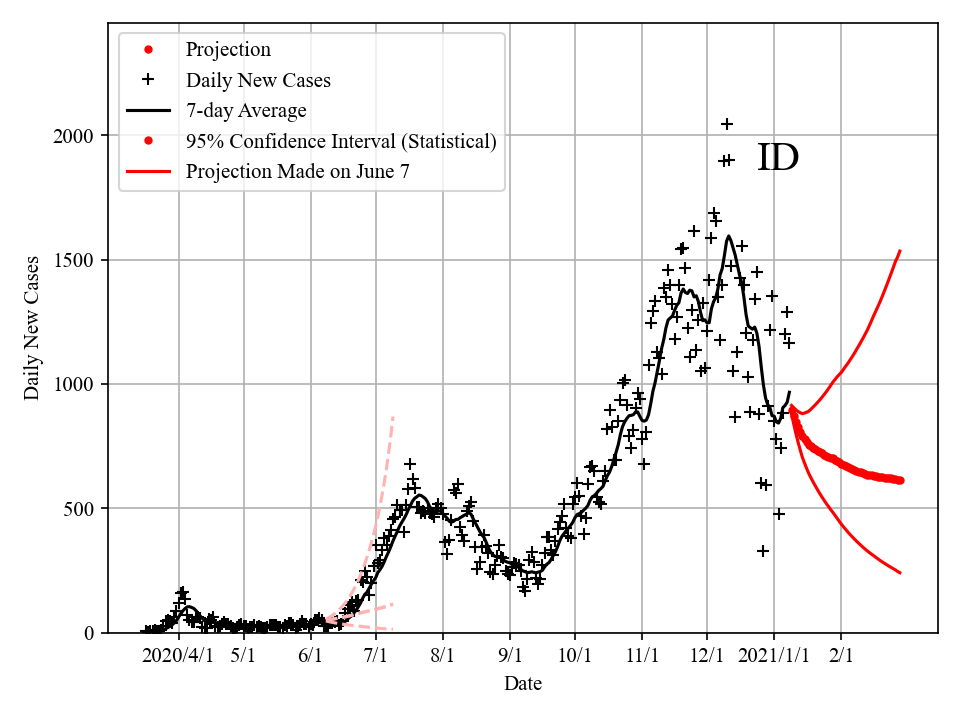 Projection
Daily New Cases
7-day Average
95% Confidence Interval (Statistical)
Projection Made on June 7
ID
Daily New Cases
2000
1500
1000
500
0
2020/4/1 5/1 6/1 7/1 8/1 9/1 10/1 11/1 12/1 2021/1/1 2/1
Date